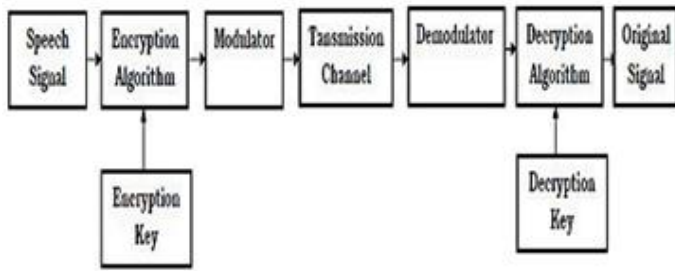 Speech
Signal
Encryption
Algorithm
Modulator
Tansmission
Channel
Demodulator
Decryption
Algorithm
Original
Signal
Encryption
Key
Decryption
Key